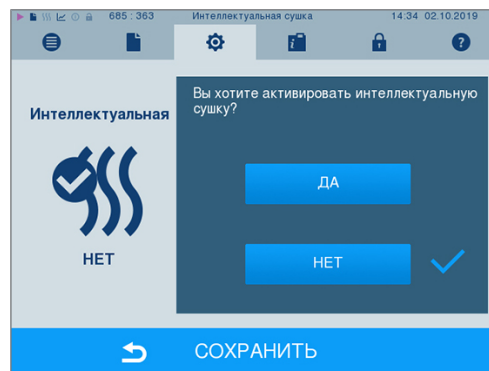 685 : 363 Интеллектуальная сушка 14:34 02.10.2019
Интеллектуальная
НЕТ
Вы хотите активировать интеллектуальную
сушку?
ДА
НЕТ
СОХРАНИТЬ